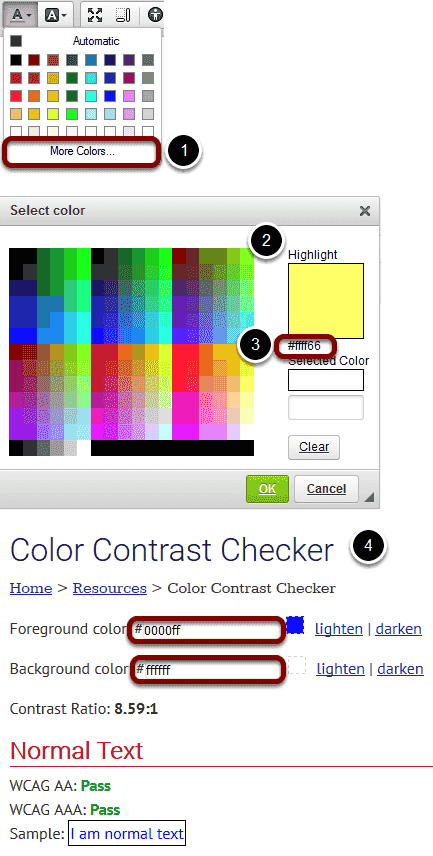 A A
Automatic
More Colors...
1
Select color
2
Highlight
3
#ffff66
Selected Color
Clear
OK Cancel
Color Contrast Checker
4
Home > Resources > Color Contrast Checker
Foreground color #0000ff lighten | darken
Background color #ffffff lighten | darken
Contrast Ratio: 8.59:1
Normal Text
WCAG AA: Pass
WCAG AAA: Pass
Sample: I am normal text